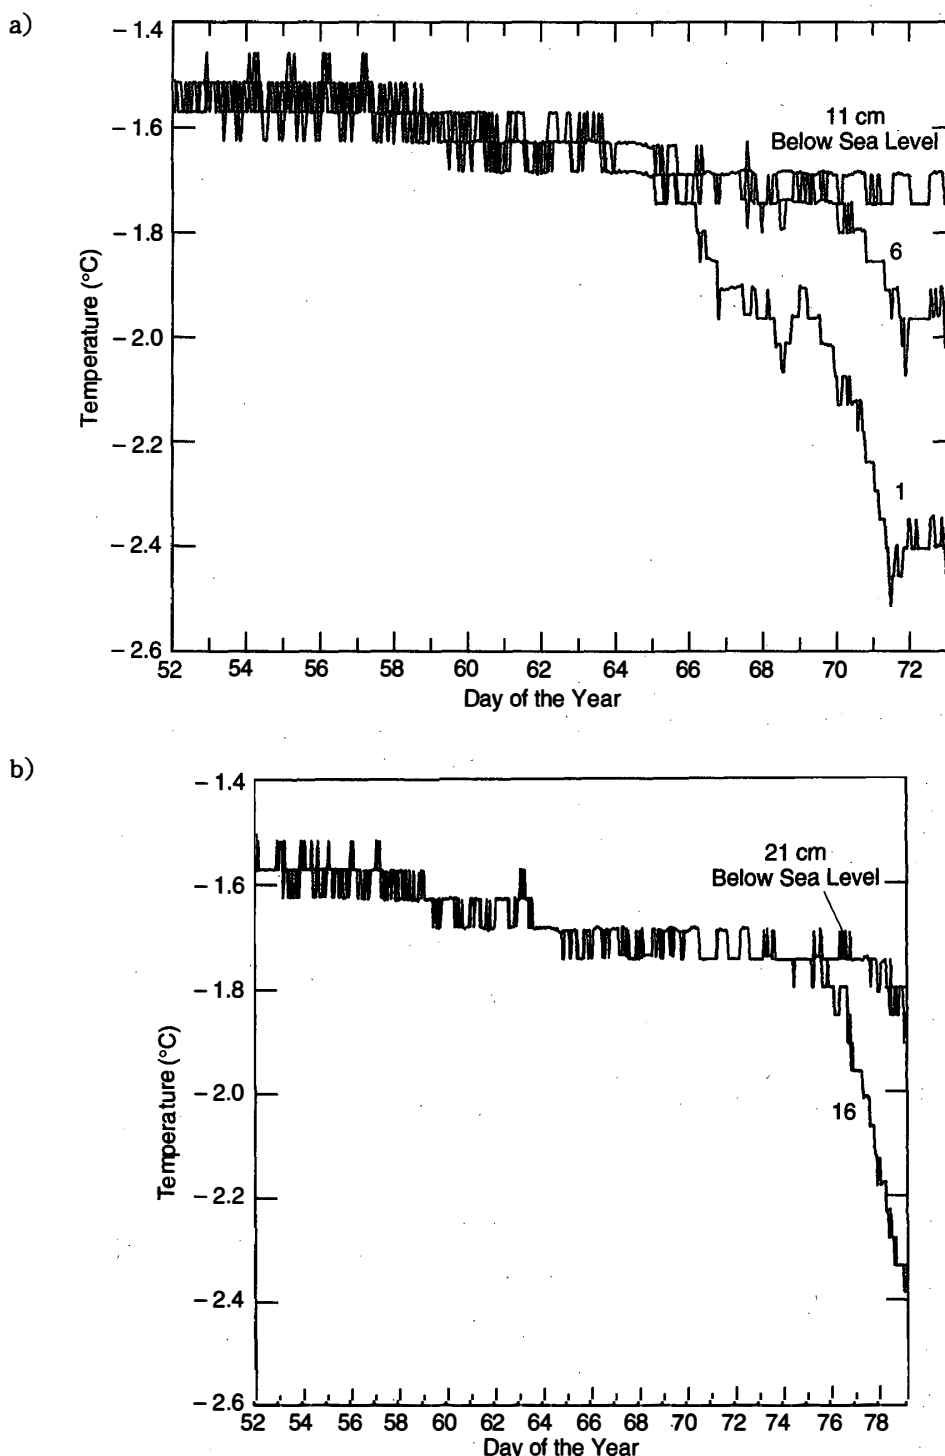 a)
−1.4
−1.6
−1.8
−2.0
−2.2
−2.4
−2.6
Temperature (°C)
11 cm
Below Sea Level
6
1
52 54 56 58 60 62 64 66 68 70 72
Day of the Year
b)
−1.4
−1.6
−1.8
−2.0
−2.2
−2.4
−2.6
Temperature (°C)
21 cm
Below Sea Level
16
52 54 56 58 60 62 64 66 68 70 72 74 76 78
Day of the Year